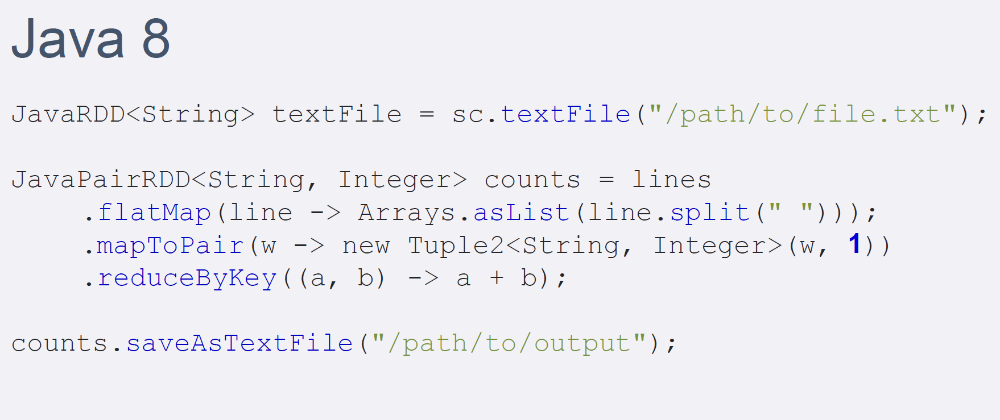 Java 8
JavaRDD<String> textFile = sc.textFile("/path/to/file.txt");
JavaPairRDD<String, Integer> counts = lines
.flatMap(line -> Arrays.asList(line.split(" ")));
.mapToPair(w -> new Tuple2<String, Integer>(w, 1))
.reduceByKey((a, b) -> a + b);
counts.saveAsTextFile("/path/to/output");